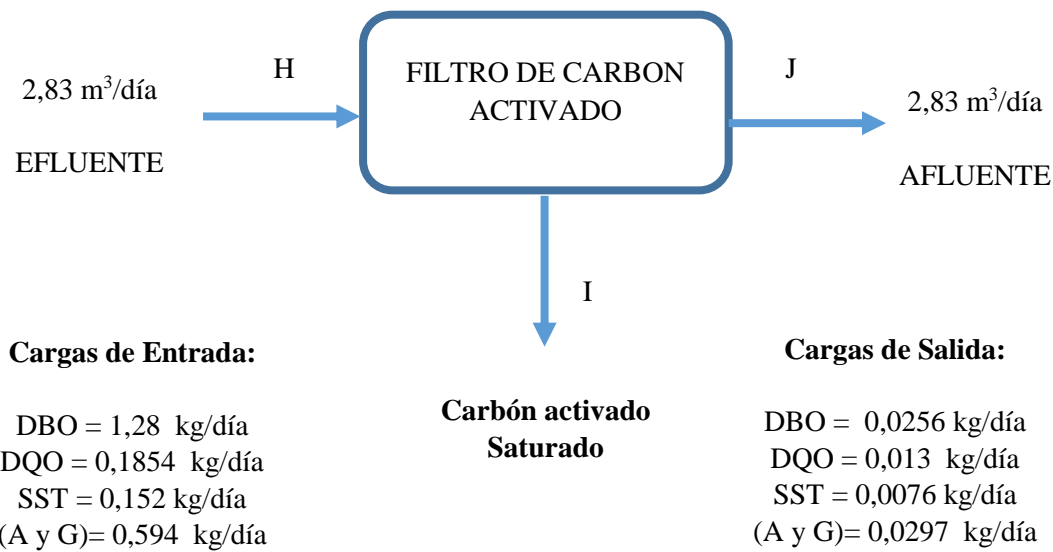 2,83 m³/día
EFLUENTE
H
FILTRO DE CARBON
ACTIVADO
J
2,83 m³/día
AFLUENTE
I
Carbón activado
Saturado
Cargas de Entrada:
DBO = 1,28 kg/día
DQO = 0,1854 kg/día
SST = 0,152 kg/día
(A y G)= 0,594 kg/día
Cargas de Salida:
DBO = 0,0256 kg/día
DQO = 0,013 kg/día
SST = 0,0076 kg/día
(A y G)= 0,0297 kg/día